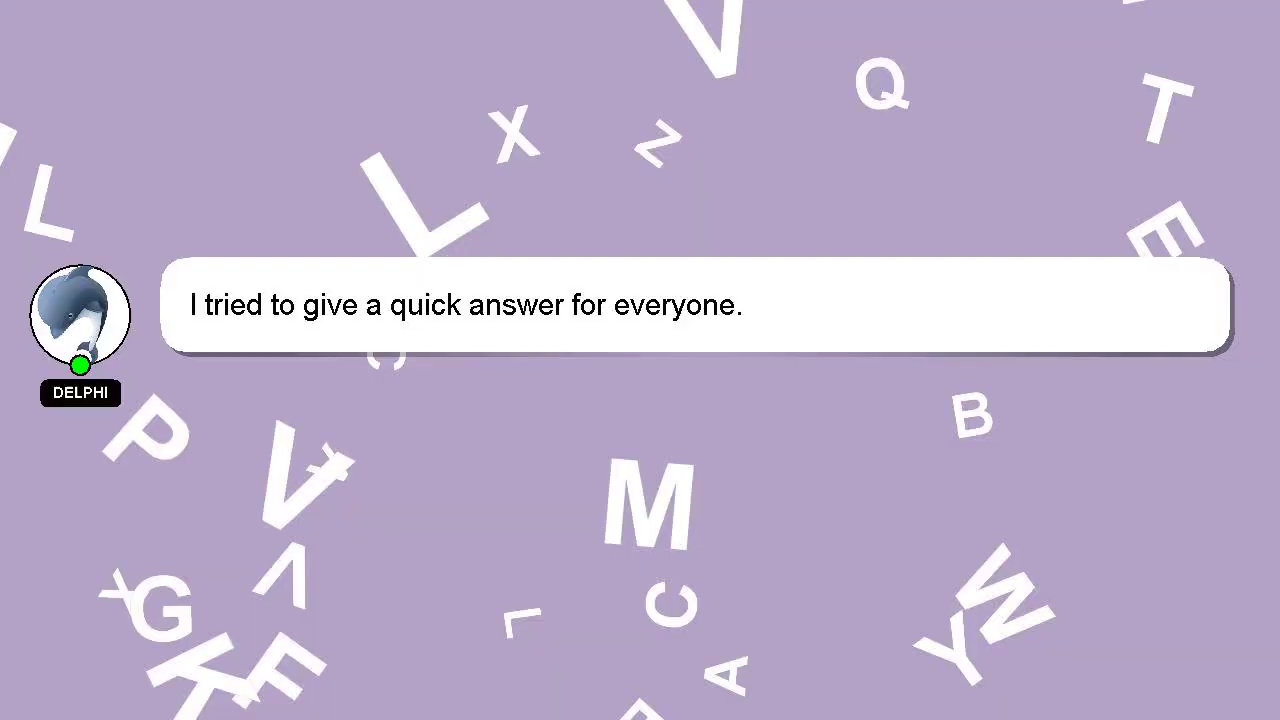 V
Q
T
X
Z
L
L
E
I tried to give a quick answer for everyone.
C
DELPHI
B
P
V
M
V
G
X
C
W
L
Y
K
F
A